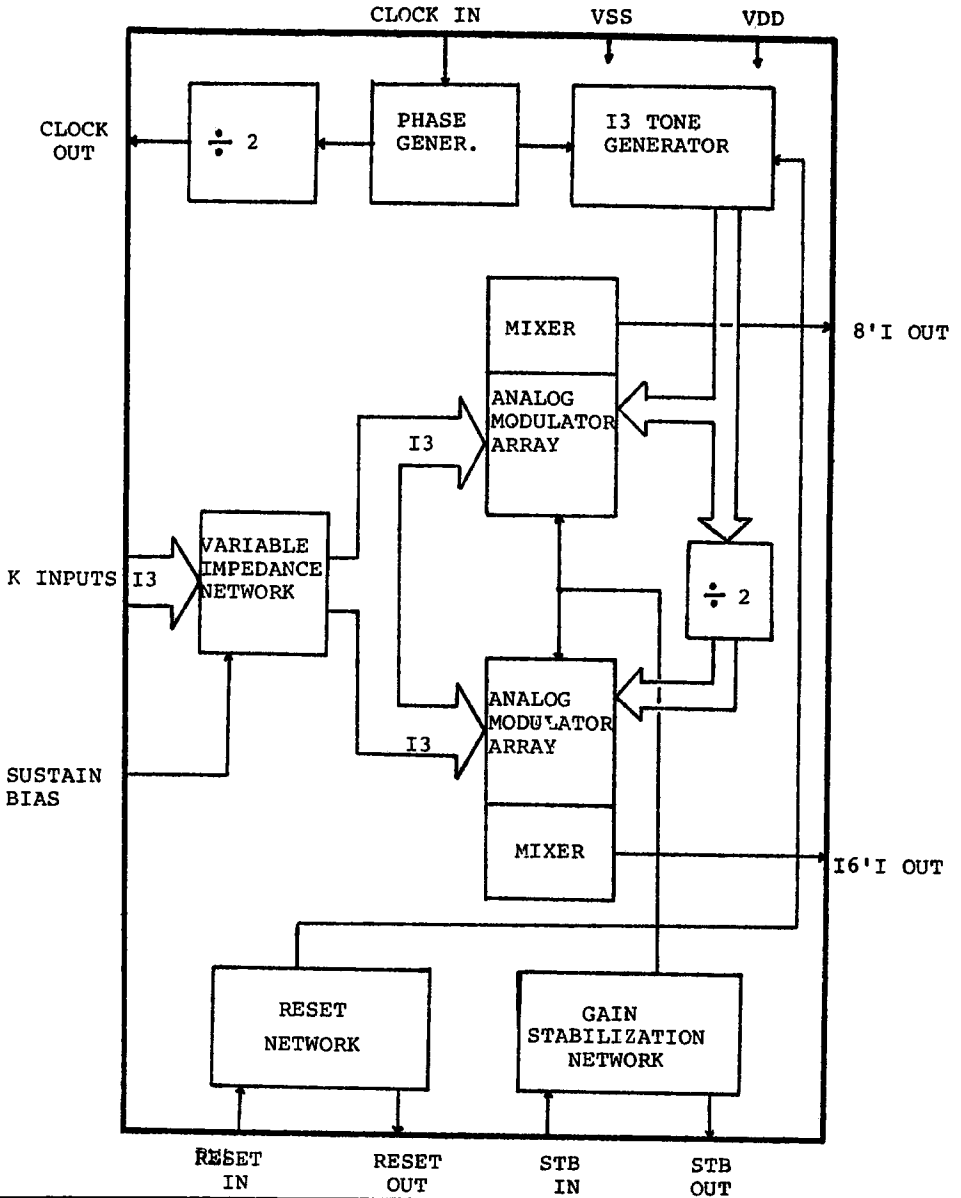 CLOCK IN
VSS
VDD
CLOCK
OUT
÷ 2
PHASE
GENER.
I3 TONE
GENERATOR
MIXER
8'I OUT
ANALOG
MODULATOR
ARRAY
I3
K INPUTS
I3
VARIABLE
IMPEDANCE
NETWORK
÷ 2
ANALOG
MODULATOR
ARRAY
I3
SUSTAIN
BIAS
MIXER
I6'I OUT
RESET
NETWORK
GAIN
STABILIZATION
NETWORK
RESET
IN
RESET
OUT
STB
IN
STB
OUT